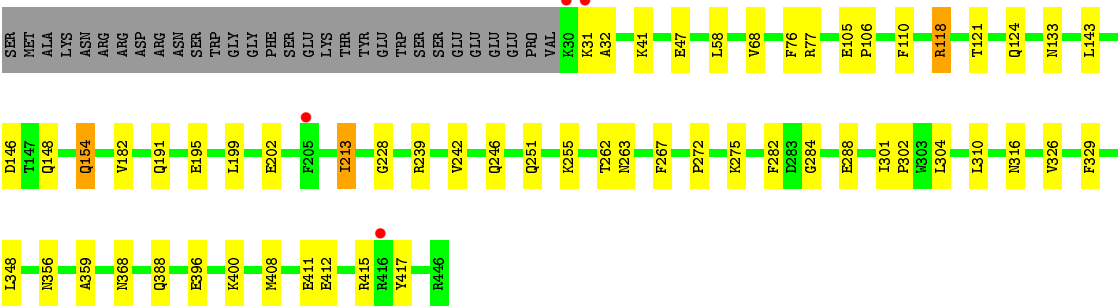 SER MET ALA LYS ASN ARG ARG ASP ARG ASN SER TRP GLY GLY PHE SER GLU LYS THR TYR GLU TRP SER SER GLU GLU GLU GLU PRO VAL K30 K31 A32 K41 E47 L58 V68 F76 R77 E105 P106 F110 R118 T121 Q124 N133 L143
D146 T147 Q148 Q154 V182 Q191 E195 L199 E202 F205 I213 G228 R239 V242 Q246 Q251 K255 T262 N263 F267 P272 K275 F282 D283 G284 E288 I301 P302 W303 L304 L310 N316 V326 F329
L348 N356 A359 N368 Q388 E396 K400 M408 E411 E412 R415 R416 Y417 R446